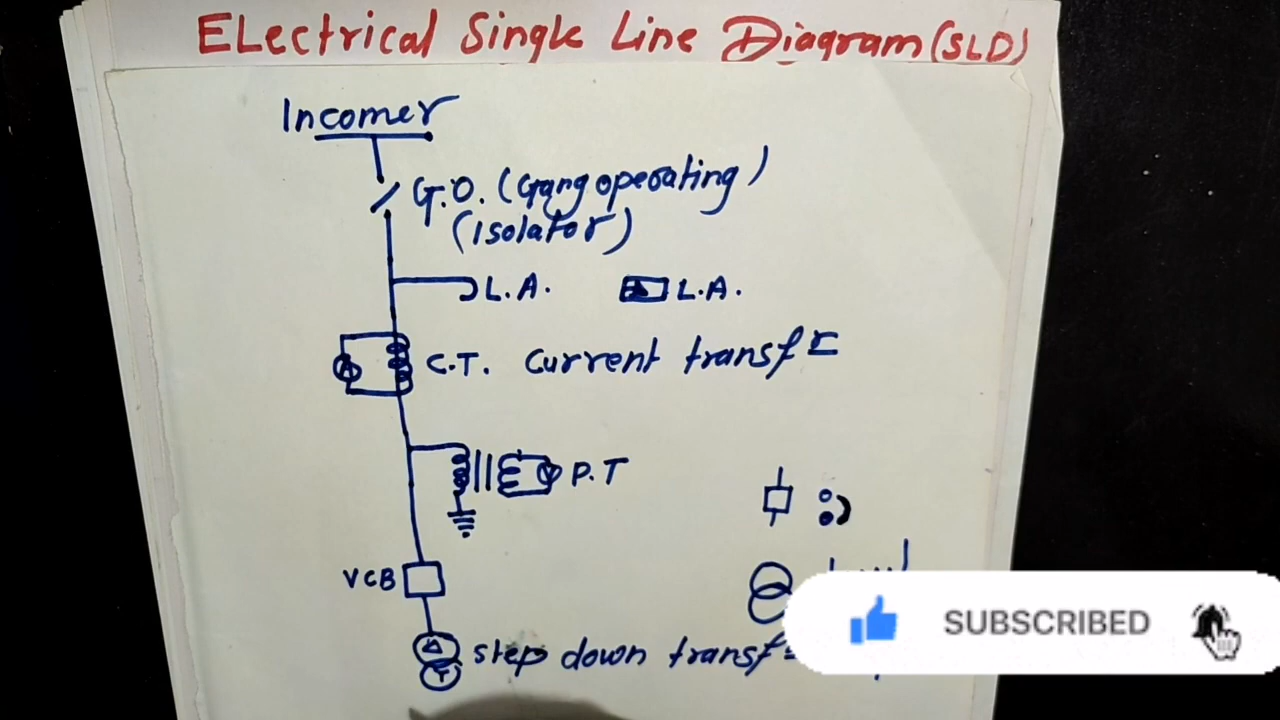 ELectrical Single Line Diagram (SLD)
Incomer
G.O. (Gang operating)
(isolator)
L.A.
L.A.
A
C.T. Current transf r
V
P.T
VCB
Δ
Y
step down transf
SUBSCRIBED